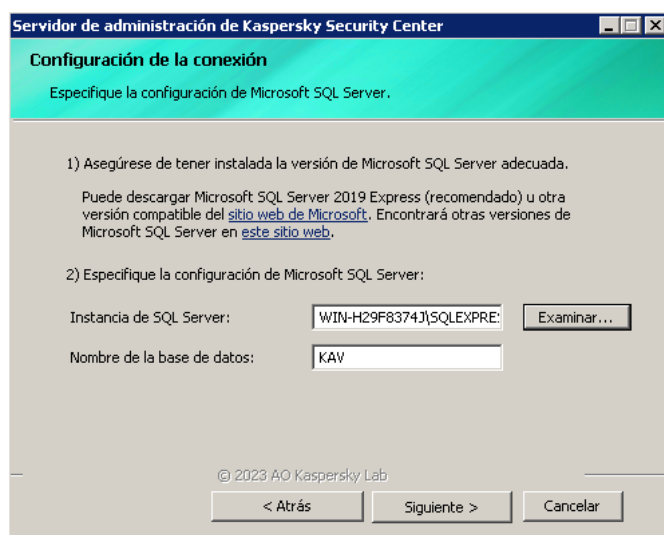 Servidor de administración de Kaspersky Security Center
Configuración de la conexión
Especifique la configuración de Microsoft SQL Server.
1) Asegúrese de tener instalada la versión de Microsoft SQL Server adecuada.
Puede descargar Microsoft SQL Server 2019 Express (recomendado) u otra
versión compatible del sitio web de Microsoft. Encontrará otras versiones de
Microsoft SQL Server en este sitio web.
2) Especifique la configuración de Microsoft SQL Server:
Instancia de SQL Server: WIN-H29F8374J\SQLEXPRE Examinar...
Nombre de la base de datos: KAV
© 2023 AO Kaspersky Lab
< Atrás Siguiente > Cancelar